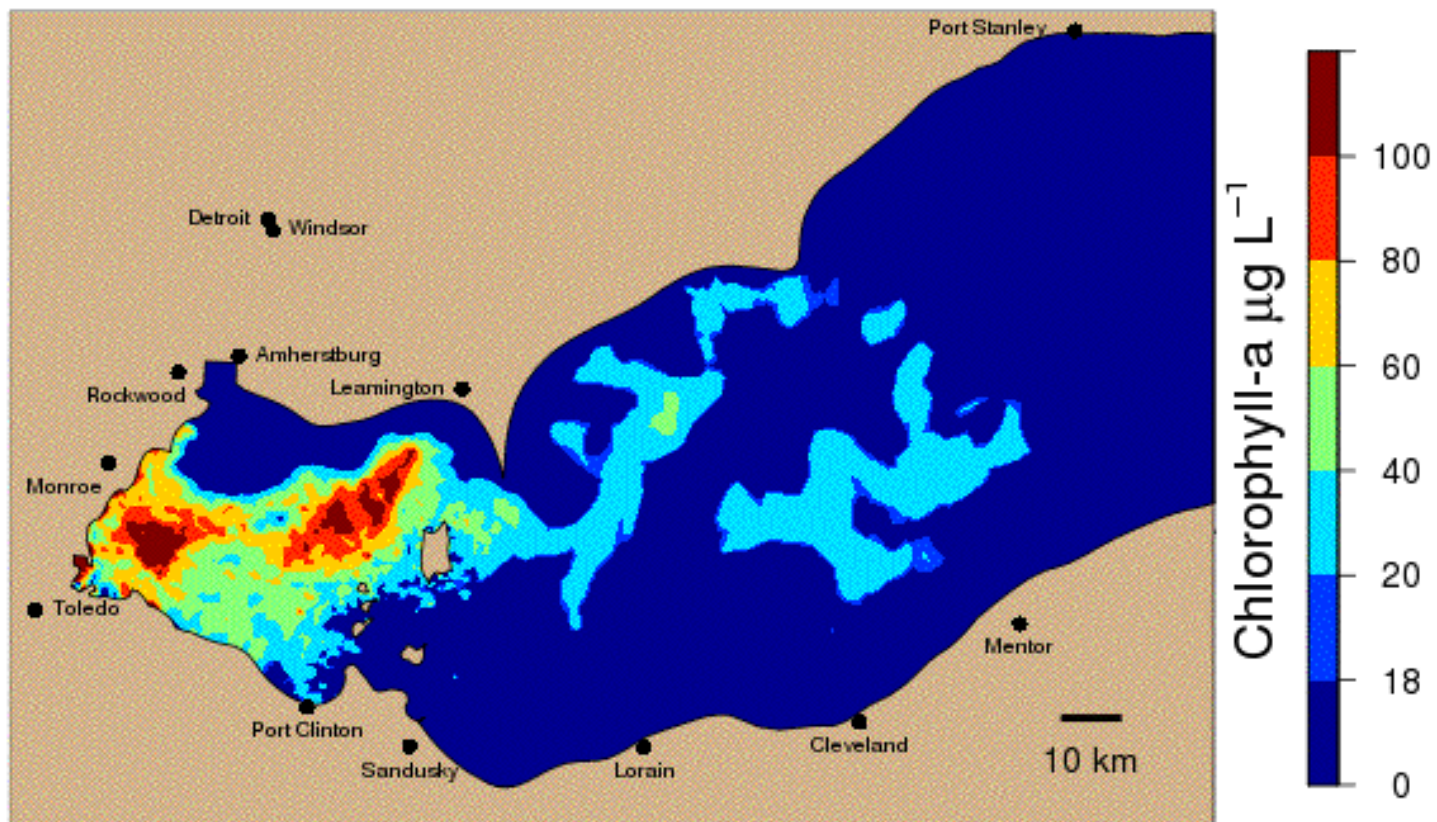 Port Stanley
Detroit
Windsor
Amherstburg
Rockwood
Leamington
Monroe
Toledo
Port Clinton
Sandusky
Lorain
Cleveland
Mentor
10 km
Chlorophyll-a µg L⁻¹
100
80
60
40
20
18
0